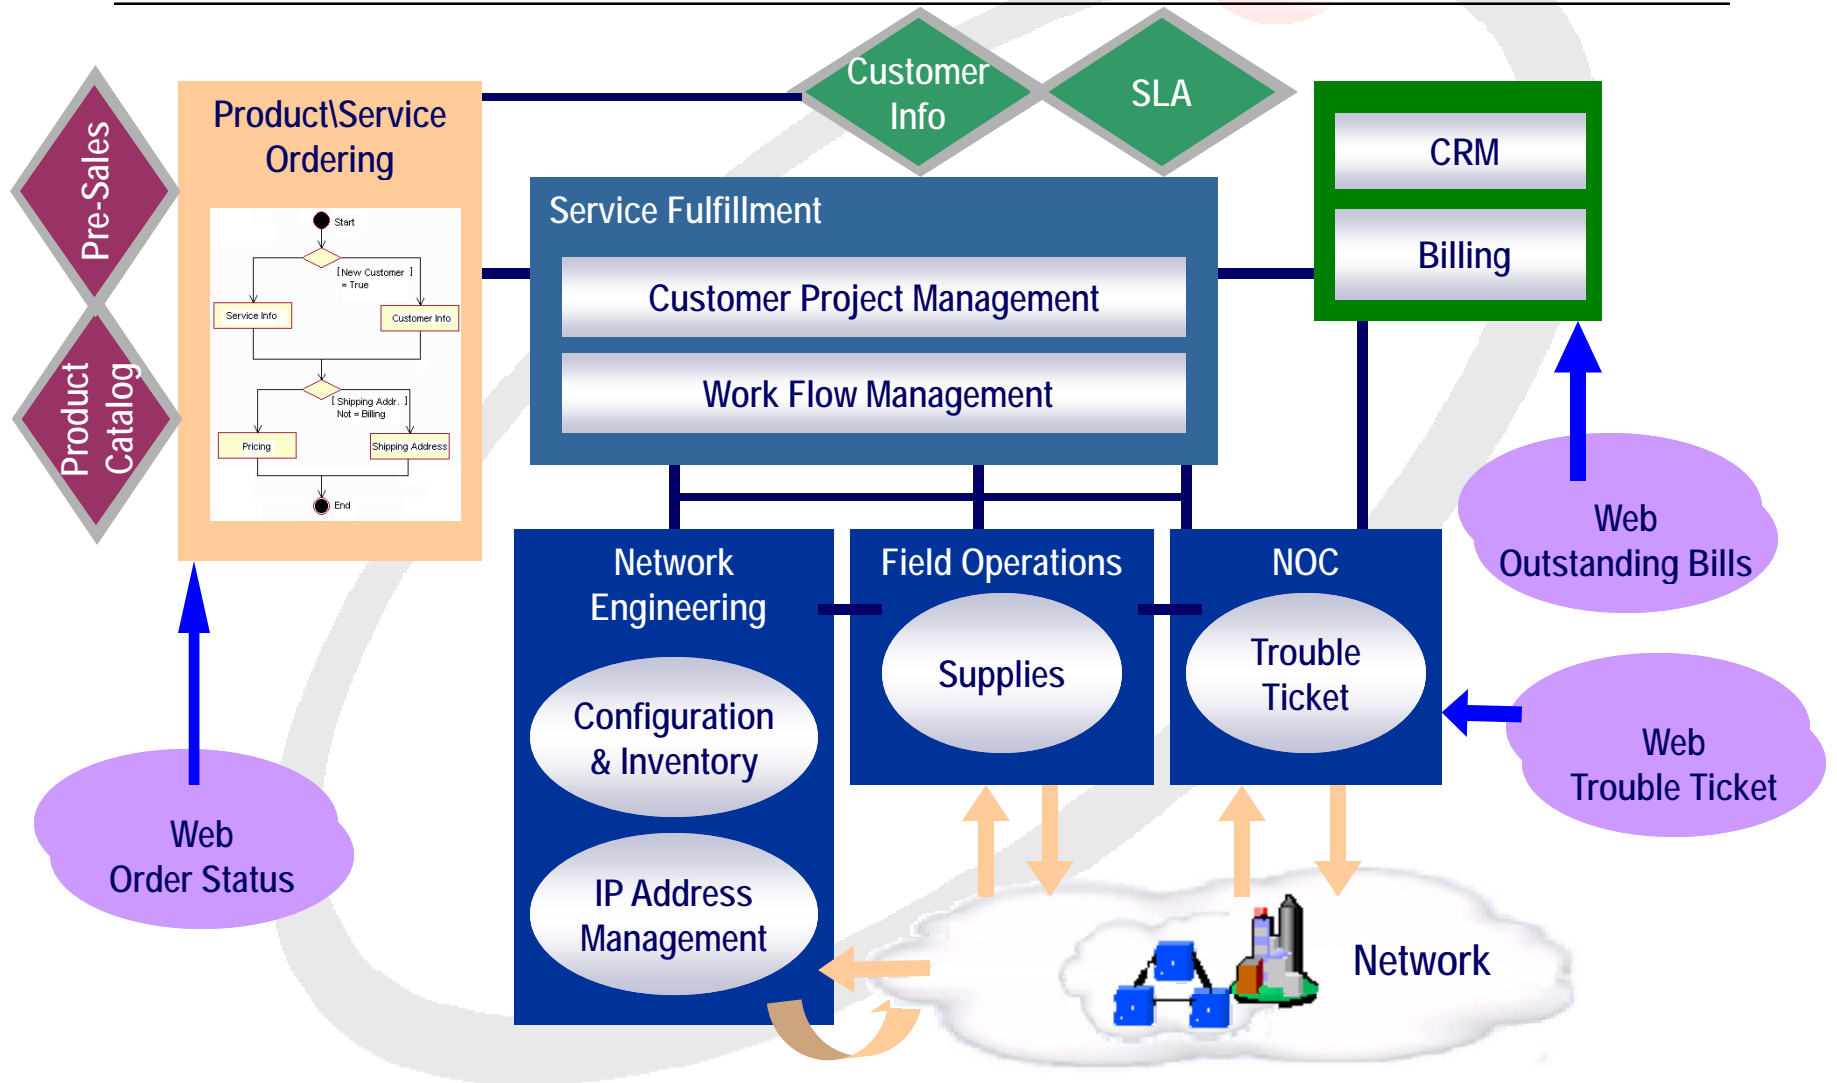 Customer
Info
SLA
Pre-Sales
Product
Catalog
Product\Service
Ordering
Start
[ New Customer ]
= True
Service Info
Customer Info
[ Shipping Addr. ]
Not = Billing
Pricing
Shipping Address
End
Service Fulfillment
Customer Project Management
Work Flow Management
CRM
Billing
Network
Engineering
Configuration
& Inventory
IP Address
Management
Field Operations
Supplies
NOC
Trouble
Ticket
Web
Outstanding Bills
Web
Trouble Ticket
Web
Order Status
Network